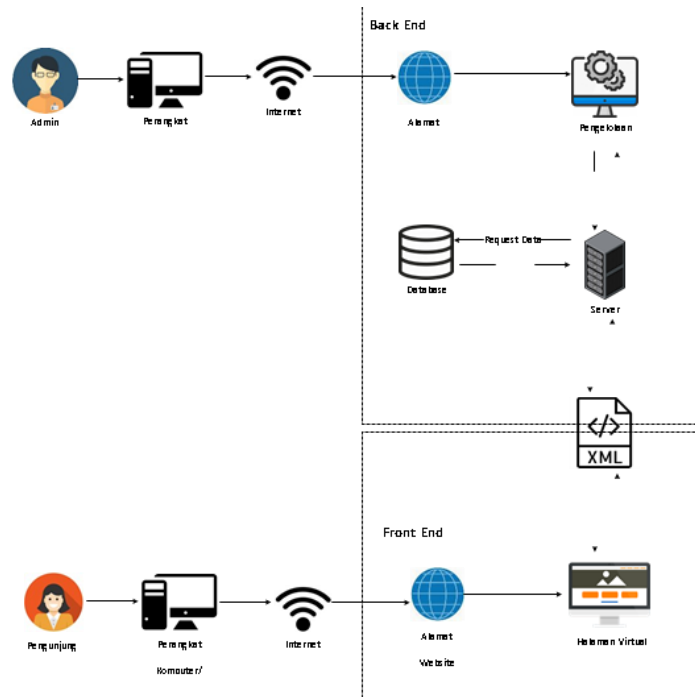 Back End
Admin
Perangkat
Internet
Alamat
Pengelolaan
Request Data
Database
Server
XML
Front End
Pengunjung
Perangkat
Komputer/
Internet
Alamat
Website
Halaman Virtual